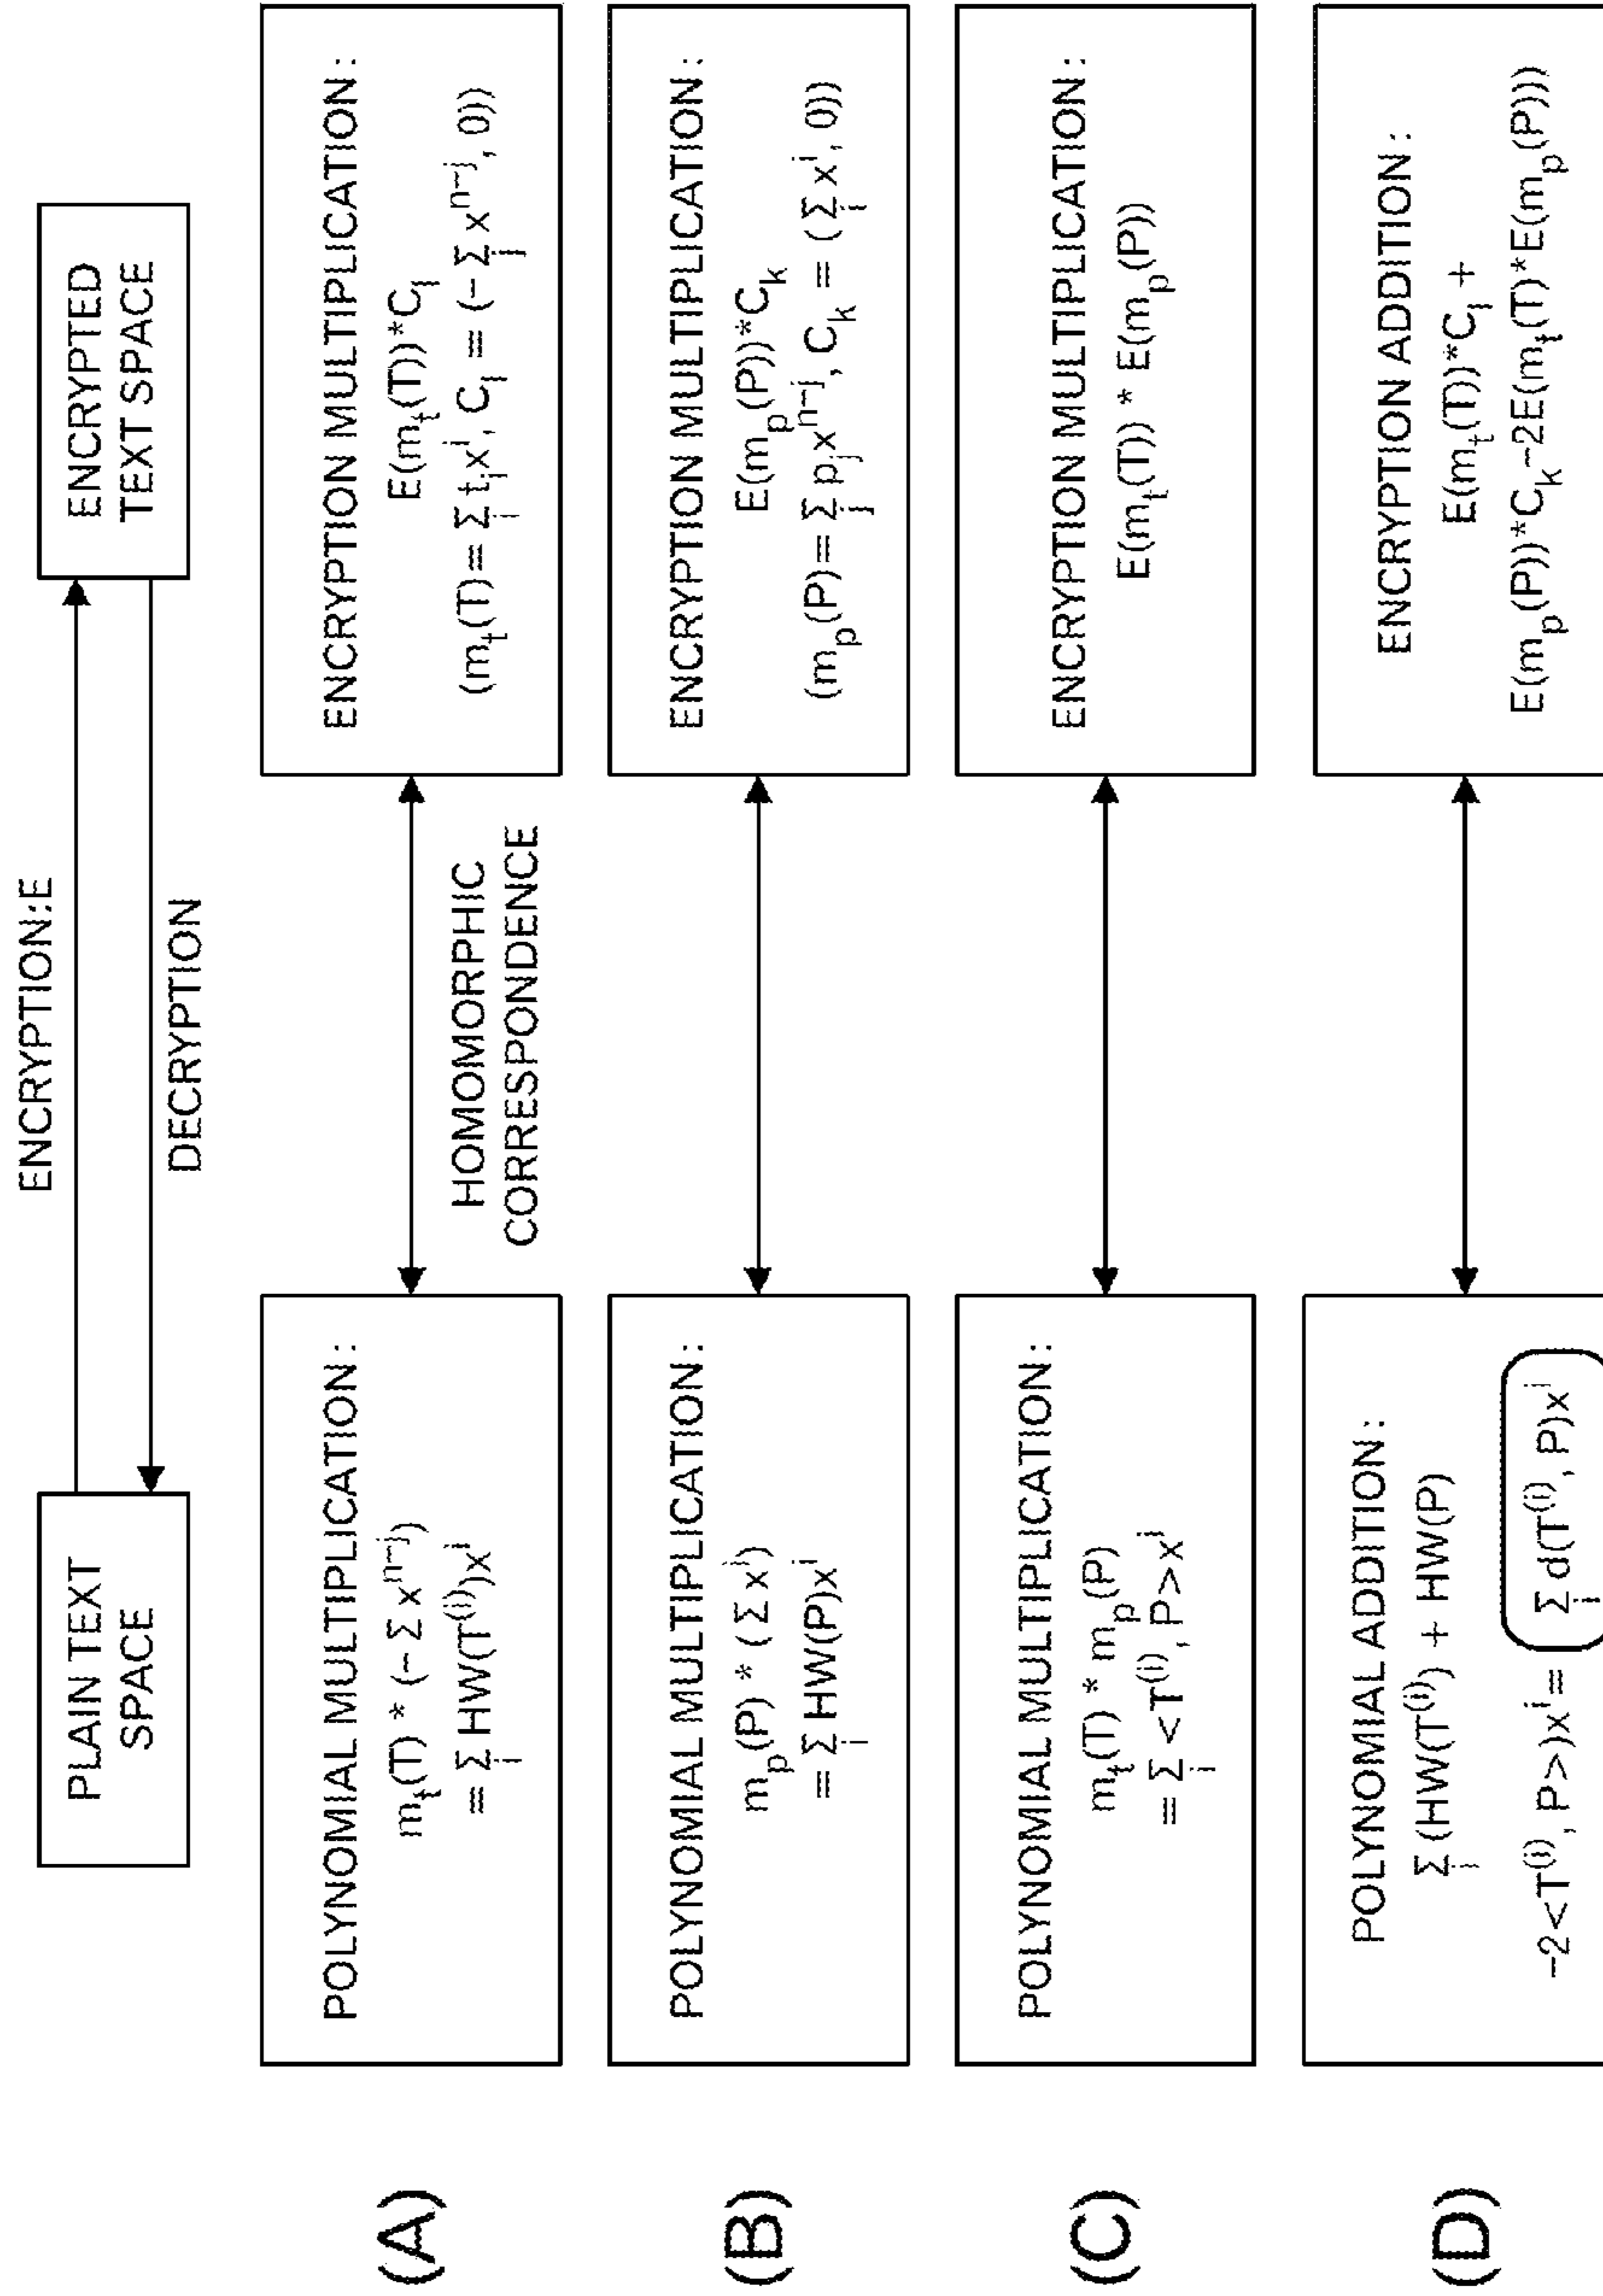 ENCRYPTION:E
PLAIN TEXT
SPACE
ENCRYPTED
TEXT SPACE
DECRYPTION
(A)
POLYNOMIAL MULTIPLICATION:
m_t(T) * (-Σ x^{n-j})
= Σ_i HW(T^{(i)})x^i
HOMOMORPHIC
CORRESPONDENCE
ENCRYPTION MULTIPLICATION:
E(m_t(T))*C_j
(m_t(T)=Σ_i t_i x^i, C_j = (-Σ_j x^{n-j}, 0))
(B)
POLYNOMIAL MULTIPLICATION:
m_p(P) * (Σ x^i)
= Σ_i HW(P)x^i
ENCRYPTION MULTIPLICATION:
E(m_p(P))*C_k
(m_p(P)=Σ_j p_j x^{n-j}, C_k = (Σ_i x^i, 0))
(C)
POLYNOMIAL MULTIPLICATION:
m_t(T) * m_p(P)
= Σ_i <T^{(i)}, P>x^i
ENCRYPTION MULTIPLICATION:
E(m_t(T)) * E(m_p(P))
(D)
POLYNOMIAL ADDITION:
Σ_i (HW(T^{(i)}) + HW(P)
-2<T^{(i)}, P>)x^i= Σ_i d(T^{(i)}, P)x^i
ENCRYPTION ADDITION:
E(m_t(T))*C_j +
E(m_p(P))*C_k-2E(m_t(T)*E(m_p(P)))